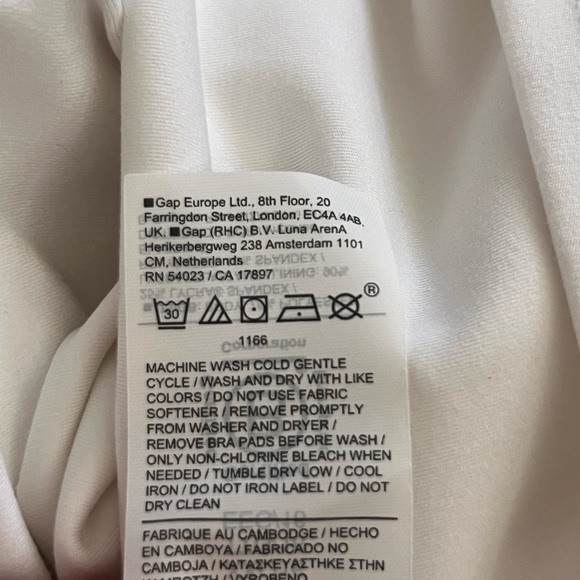 ■Gap Europe Ltd., 8th Floor, 20
Farringdon Street, London, EC4A 4AB,
UK. ■Gap (RHC) B.V. Luna ArenA
Herikerbergweg 238 Amsterdam 1101
CM, Netherlands
RN 54023 / CA 17897
30
®
1166
MACHINE WASH COLD GENTLE
CYCLE / WASH AND DRY WITH LIKE
COLORS / DO NOT USE FABRIC
SOFTENER / REMOVE PROMPTLY
FROM WASHER AND DRYER /
REMOVE BRA PADS BEFORE WASH /
ONLY NON-CHLORINE BLEACH WHEN
NEEDED / TUMBLE DRY LOW / COOL
IRON / DO NOT IRON LABEL / DO NOT
DRY CLEAN
FABRIQUE AU CAMBODGE / HECHO
EN CAMBOYA / FABRICADO NO
CAMBOJA / ΚΑΤΑΣΚΕΥΑΣΤΗΚΕ ΣΤΗΝ
ΚΑΜΠΟΤΖΗ / VYROBENO